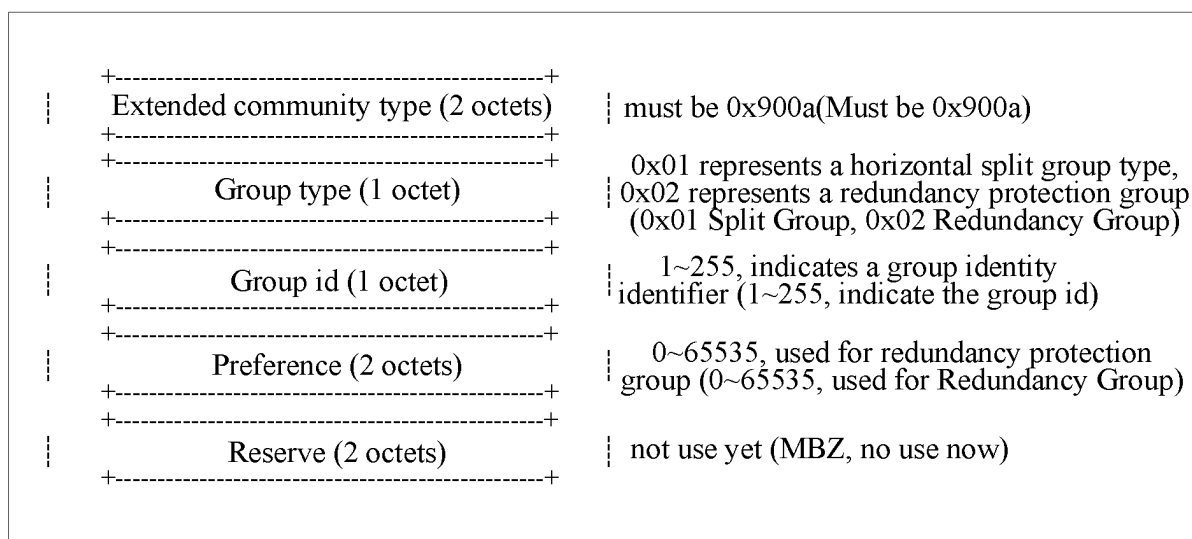 +----------------------------------------------------+
¦ Extended community type (2 octets) ¦ must be 0x900a(Must be 0x900a)
+----------------------------------------------------+
+----------------------------------------------------+
0x01 represents a horizontal split group type,
¦ Group type (1 octet) ¦ 0x02 represents a redundancy protection group
(0x01 Split Group, 0x02 Redundancy Group)
+----------------------------------------------------+
+----------------------------------------------------+
1~255, indicates a group identity
¦ Group id (1 octet) ¦ identifier (1~255, indicate the group id)
+----------------------------------------------------+
+----------------------------------------------------+
0~65535, used for redundancy protection
¦ Preference (2 octets) ¦ group (0~65535, used for Redundancy Group)
+----------------------------------------------------+
+----------------------------------------------------+
¦ Reserve (2 octets) ¦ not use yet (MBZ, no use now)
+----------------------------------------------------+